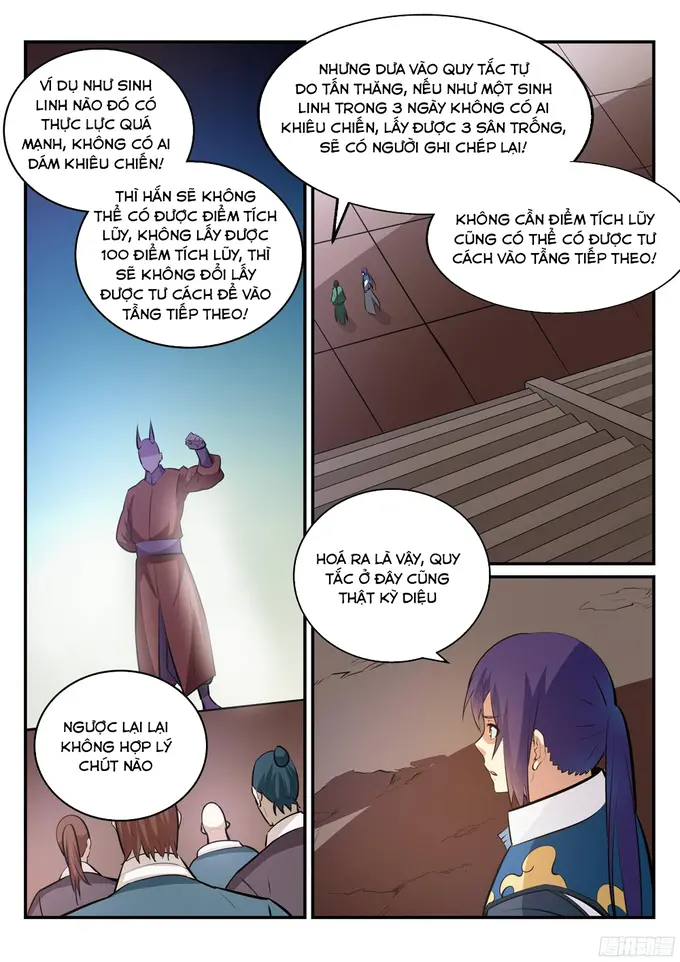 VÍ DỤ NHƯ SINH
LINH NÀO ĐÓ CÓ
THỰC LỰC QUÁ
MẠNH, KHÔNG CÓ AI
DÁM KHIÊU CHIẾN!
THÌ HẮN SẼ KHÔNG
THỂ CÓ ĐƯỢC ĐIỂM TÍCH
LŨY, KHÔNG LẤY ĐƯỢC
100 ĐIỂM TÍCH LŨY, THÌ
SẼ KHÔNG ĐỔI LẤY
ĐƯỢC TƯ CÁCH ĐỂ VÀO
TẦNG TIẾP THEO!
NGƯỢC LẠI LẠI
KHÔNG HỢP LÝ
CHÚT NÀO
NHƯNG DƯA VÀO QUY TẮC TỰ
DO TẤN THĂNG, NẾU NHƯ MỘT SINH
LINH TRONG 3 NGÀY KHÔNG CÓ AI
KHIÊU CHIẾN, LẤY ĐƯỢC 3 SÂN TRỐNG,
SẼ CÓ NGƯỜI GHI CHÉP LẠI!
KHÔNG CẦN ĐIỂM TÍCH LŨY
CŨNG CÓ THỂ CÓ ĐƯỢC TƯ
CÁCH VÀO TẦNG TIẾP THEO!
HOÁ RA LÀ VẬY, QUY
TẮC Ở ĐÂY CŨNG
THẬT KỲ DIỆU
腾讯动漫